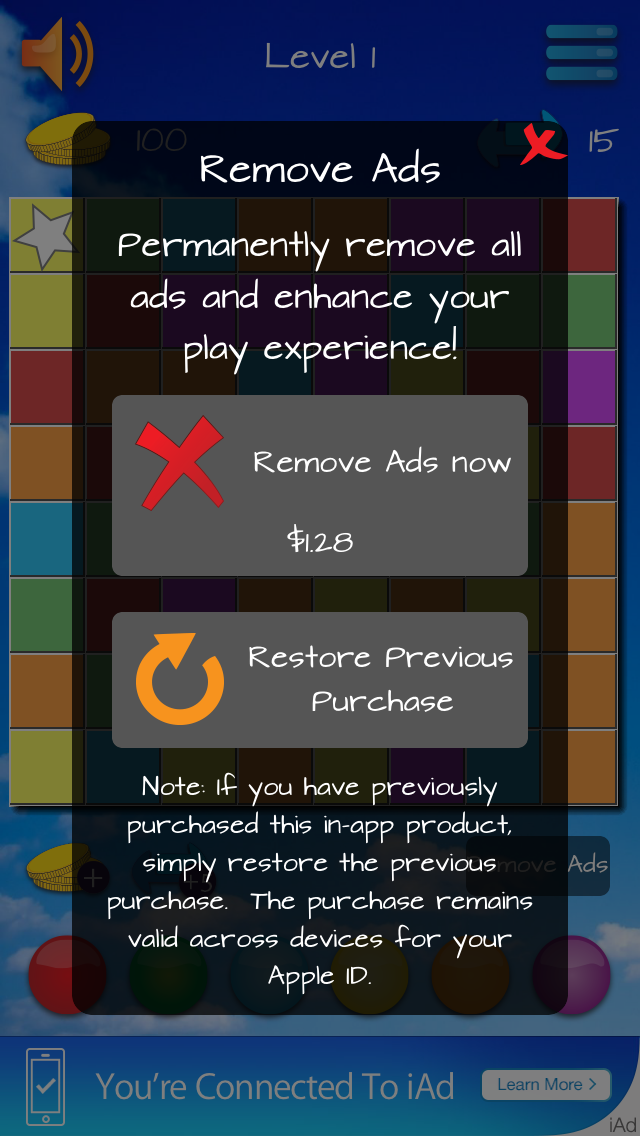 Level 1
100
15
Remove Ads
Permanently remove all
ads and enhance your
play experience!
Remove Ads now
$1.28
Restore Previous
Purchase
Note: If you have previously
purchased this in-app product,
simply restore the previous
purchase. The purchase remains
valid across devices for your
Apple ID.
+3
move Ads
You're Connected To iAd
Learn More >
iAd